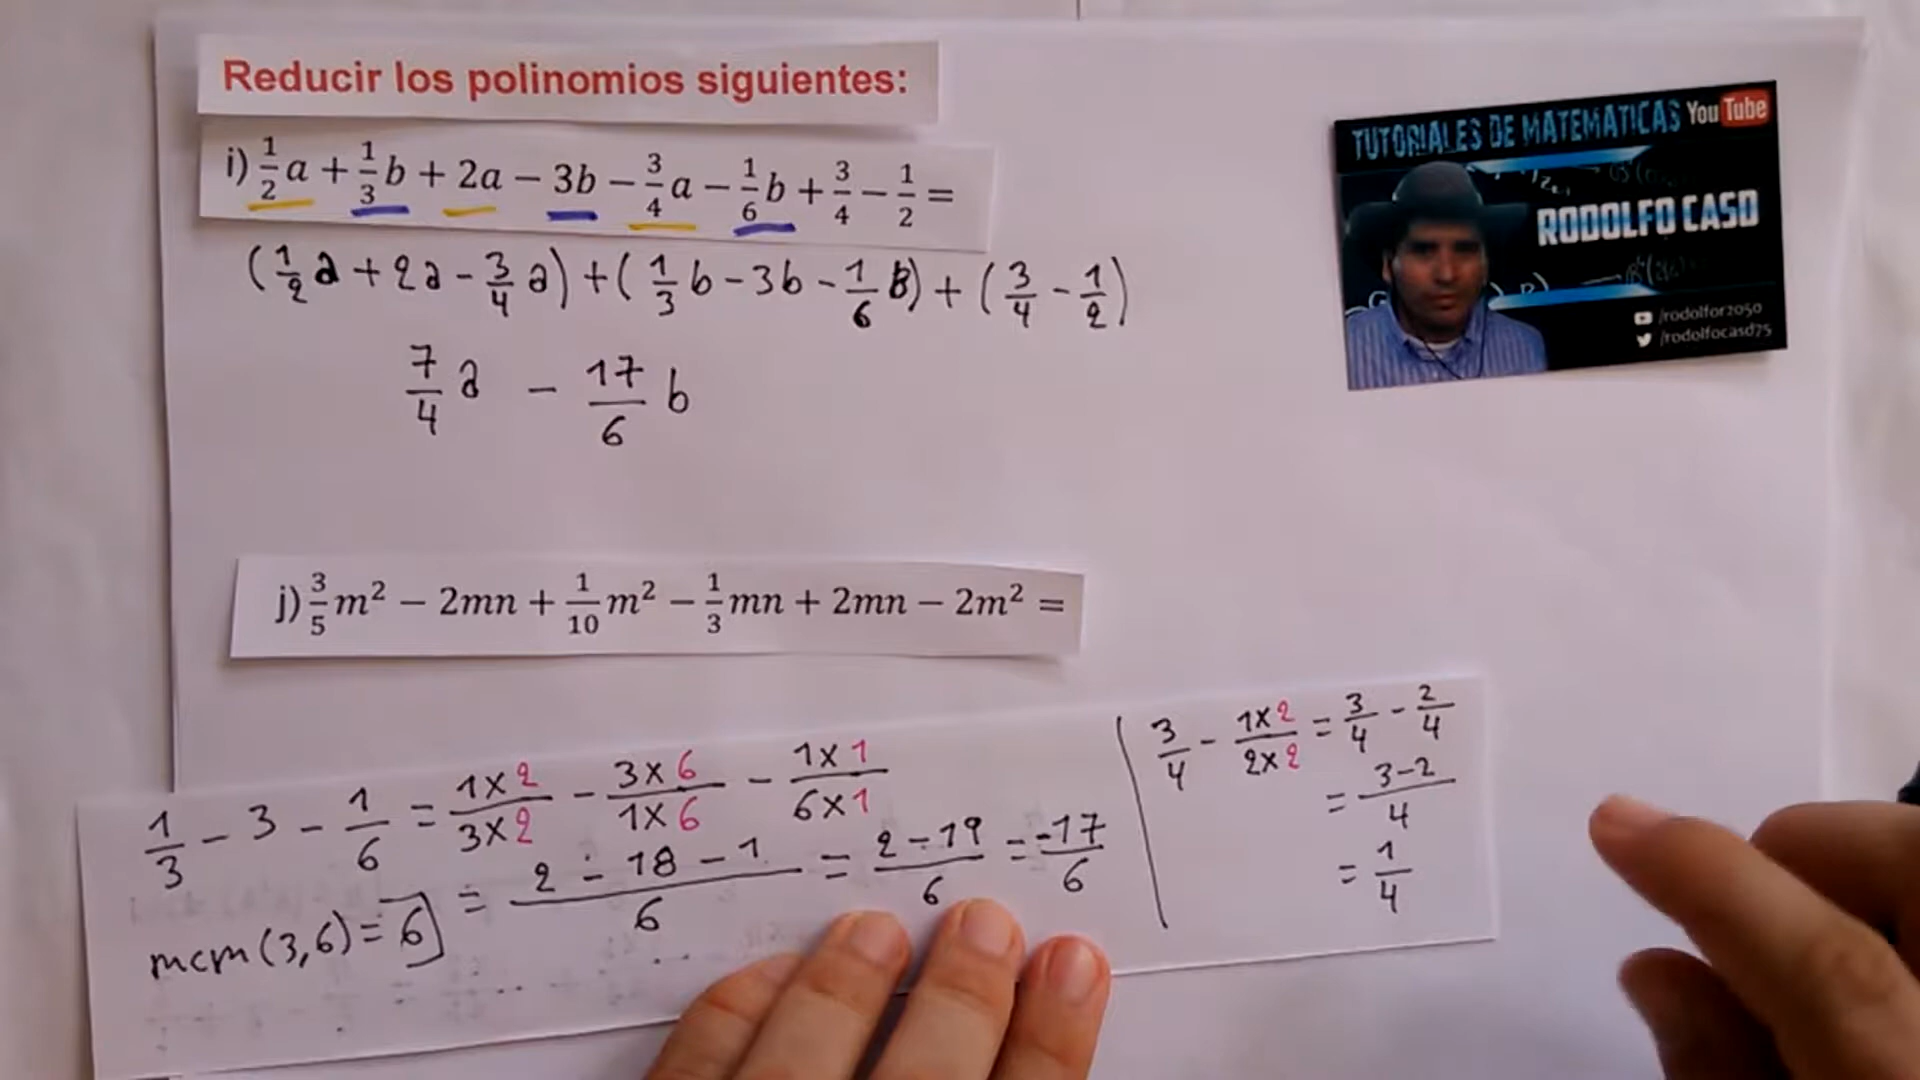 Reducir los polinomios siguientes:
i) 1/2 a + 1/3 b + 2a − 3b − 3/4 a − 1/6 b + 3/4 − 1/2 =
(1/2 a + 2a − 3/4 a) + (1/3 b − 3b − 1/6 b) + (3/4 − 1/2)
7/4 a − 17/6 b
TUTORIALES DE MATEMATICAS YouTube
RODOLFO CASD
/rodolfor2050
/rodolfocasd75
j) 3/5 m² − 2mn + 1/10 m² − 1/3 mn + 2mn − 2m² =
1/3 − 3 − 1/6 = 1×2/3×2 − 3×6/1×6 − 1×1/6×1
= 2 − 18 − 1/6 = 2 − 19/6 = −17/6
mcm(3,6) = 6
3/4 − 1×2/2×2 = 3/4 − 2/4
= 3−2/4
= 1/4